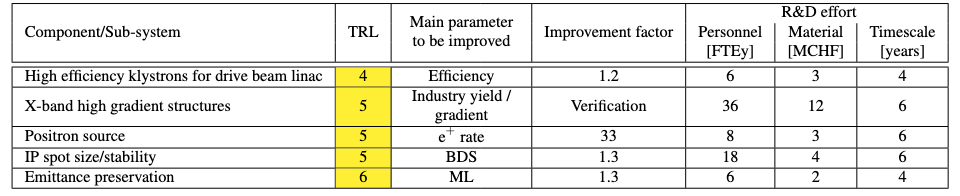 R&D effort
Component/Sub-system TRL Main parameter to be improved Improvement factor Personnel [FTEy] Material [MCHF] Timescale [years]
High efficiency klystrons for drive beam linac 4 Efficiency 1.2 6 3 4
X-band high gradient structures 5 Industry yield / gradient Verification 36 12 6
Positron source 5 e+ rate 33 8 3 6
IP spot size/stability 5 BDS 1.3 18 4 6
Emittance preservation 6 ML 1.3 6 2 4